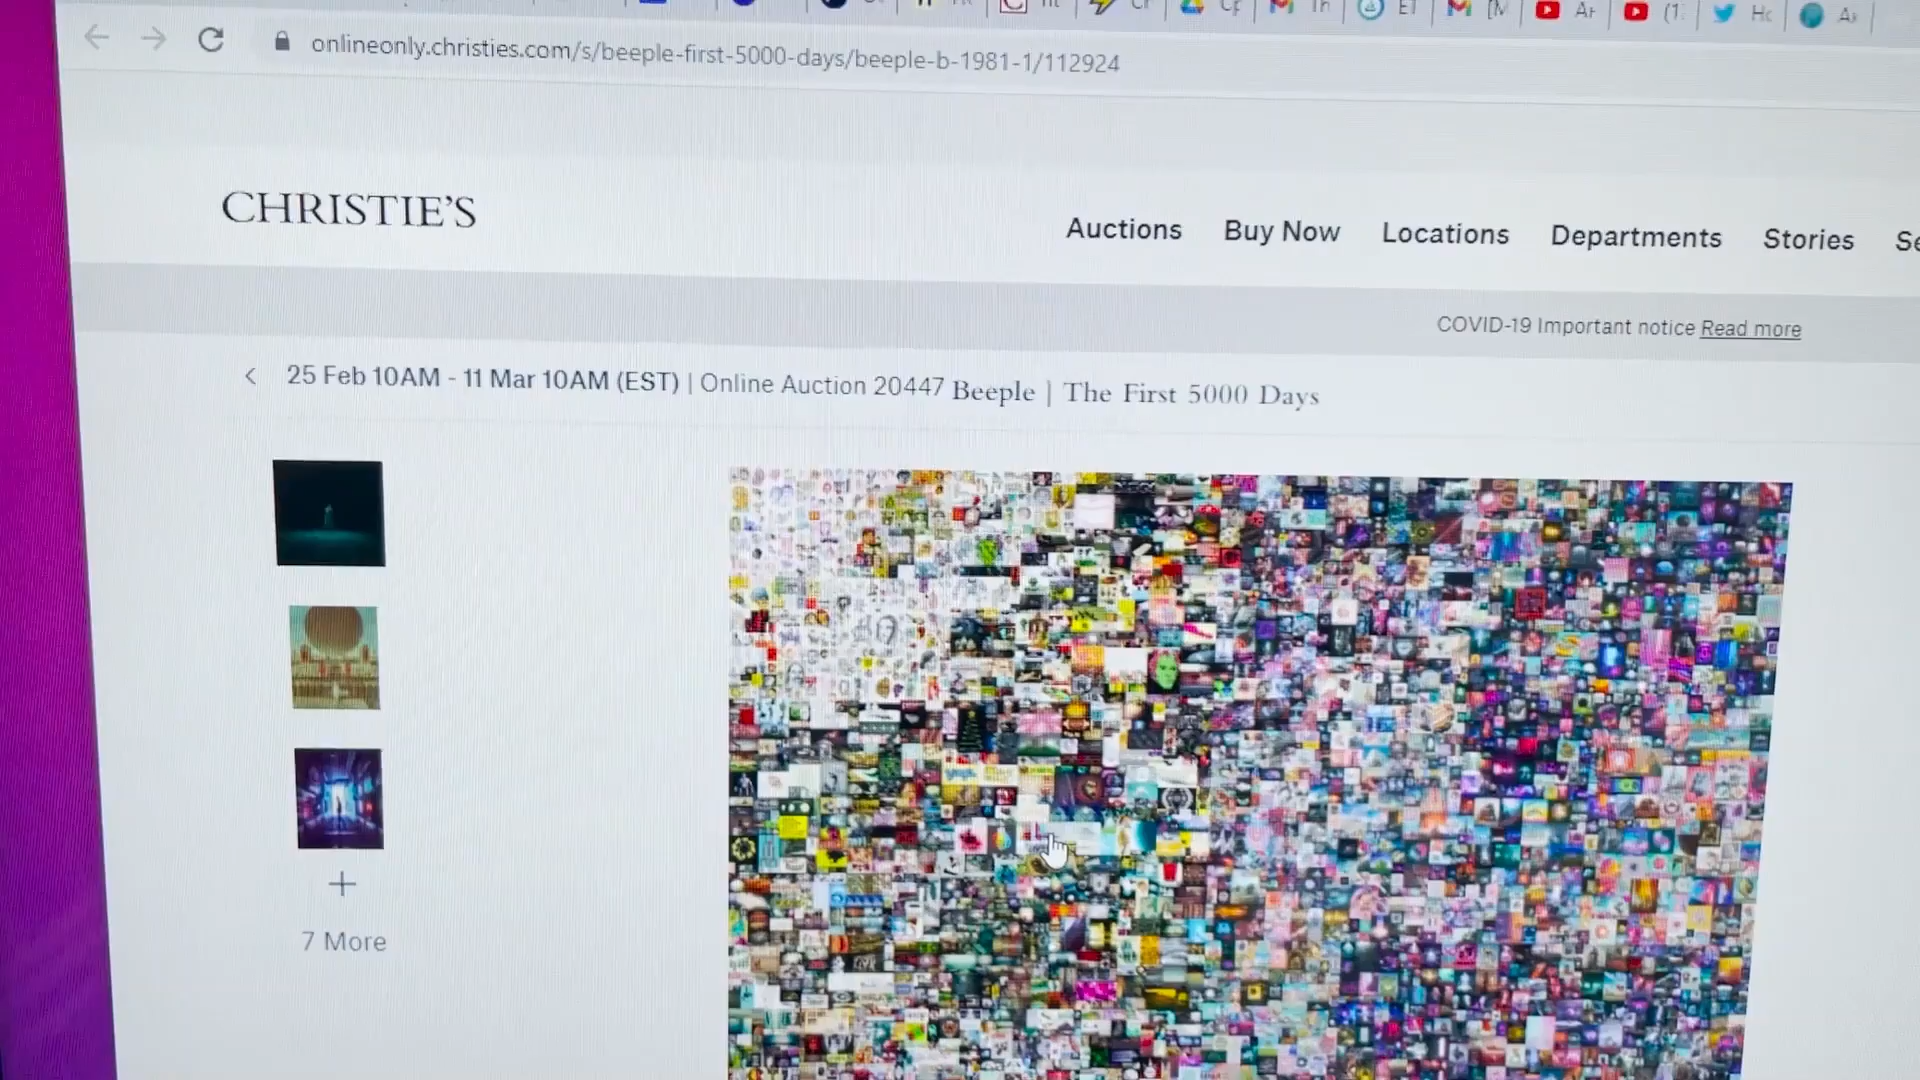 onlineonly.christies.com/s/beeple-first-5000-days/beeple-b-1981-1/112924
CHRISTIE'S
Auctions Buy Now Locations Departments Stories
COVID-19 Important notice Read more
25 Feb 10AM - 11 Mar 10AM (EST) | Online Auction 20447 Beeple | The First 5000 Days
7 More